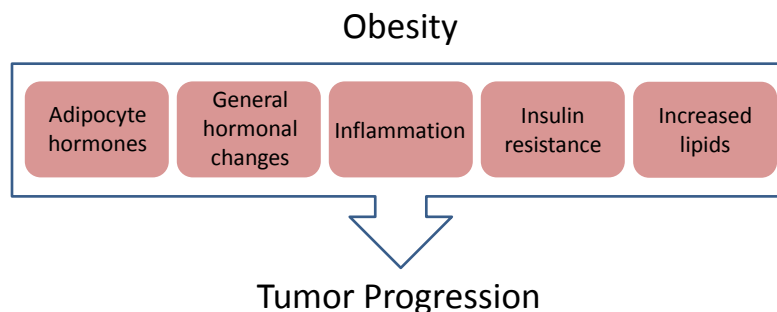 Obesity
Adipocyte
hormones
General
hormonal
changes
Inflammation
Insulin
resistance
Increased
lipids
Tumor Progression